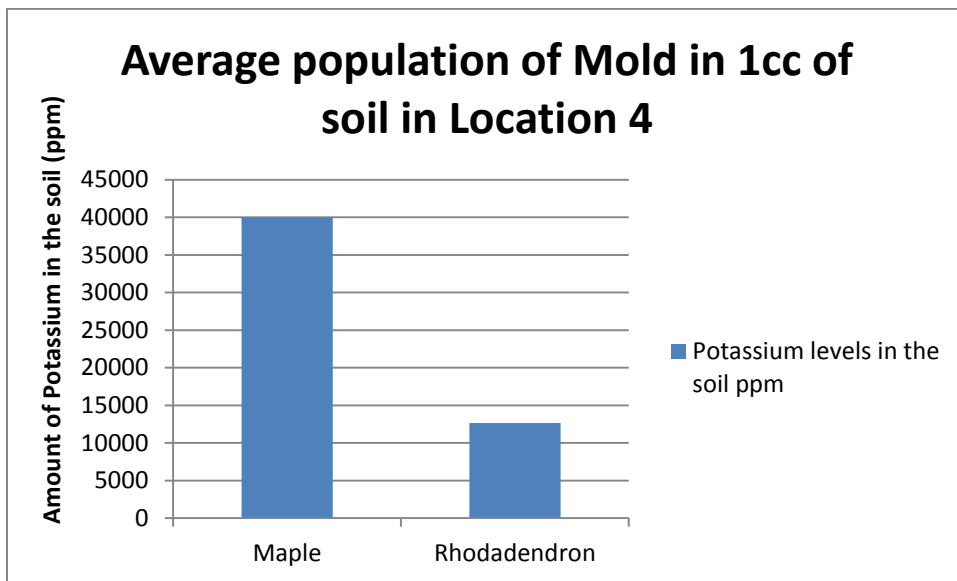 Average population of Mold in 1cc of
soil in Location 4
Amount of Potassium in the soil (ppm)
45000
40000
35000
30000
25000
20000
15000
10000
5000
0
Maple
Rhodadendron
Potassium levels in the
soil ppm